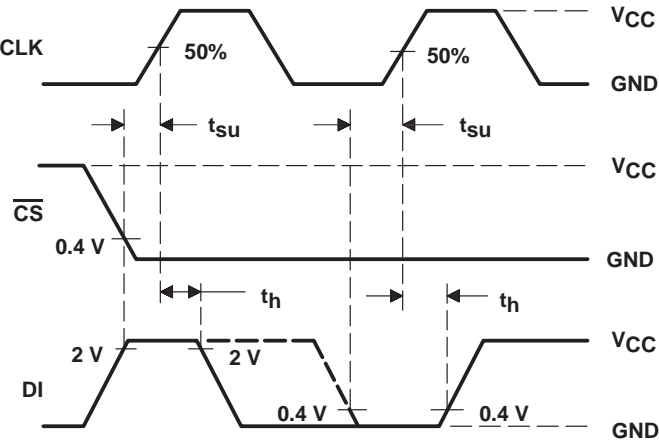 VCC
CLK
50%
50%
GND
tsu
tsu
VCC
CS
0.4 V
GND
th
th
VCC
2 V
2 V
DI
0.4 V
0.4 V
GND